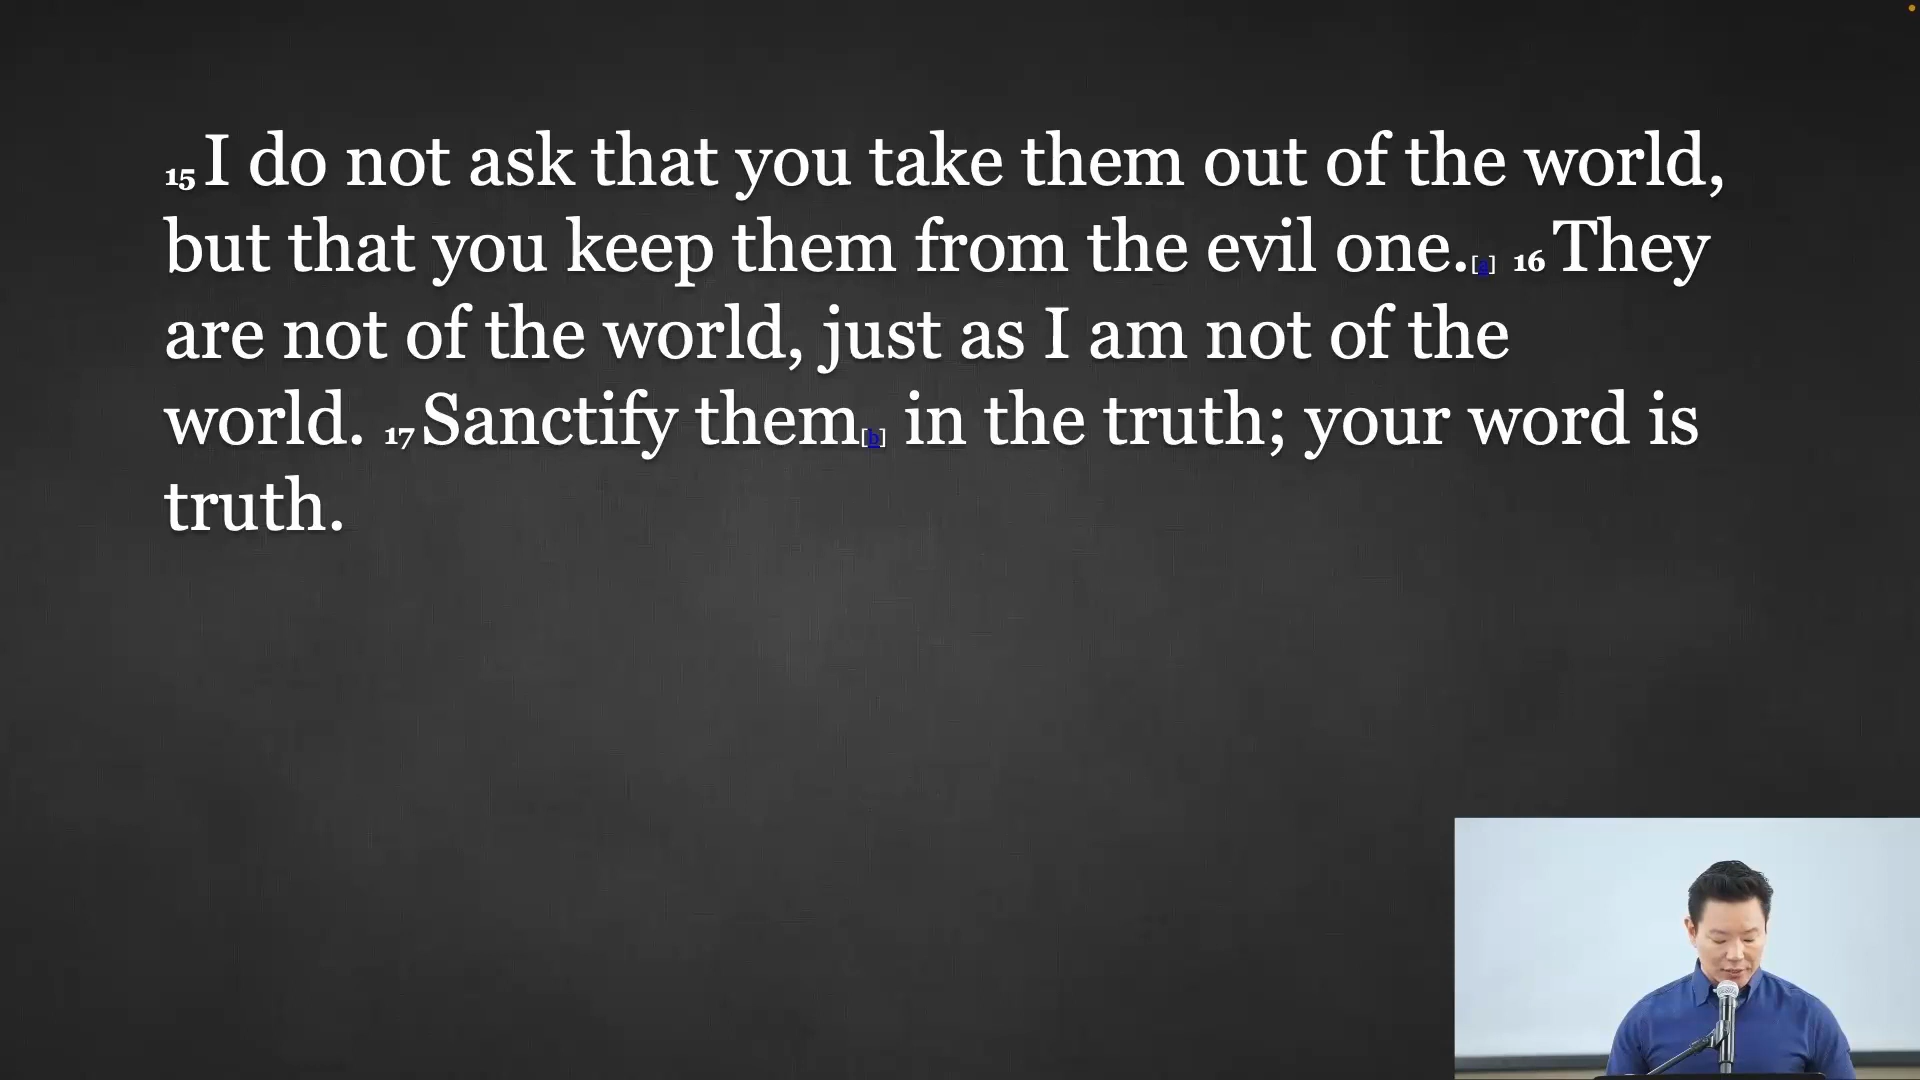 15 I do not ask that you take them out of the world,
but that you keep them from the evil one.[a] 16 They
are not of the world, just as I am not of the
world. 17 Sanctify them[b] in the truth; your word is
truth.